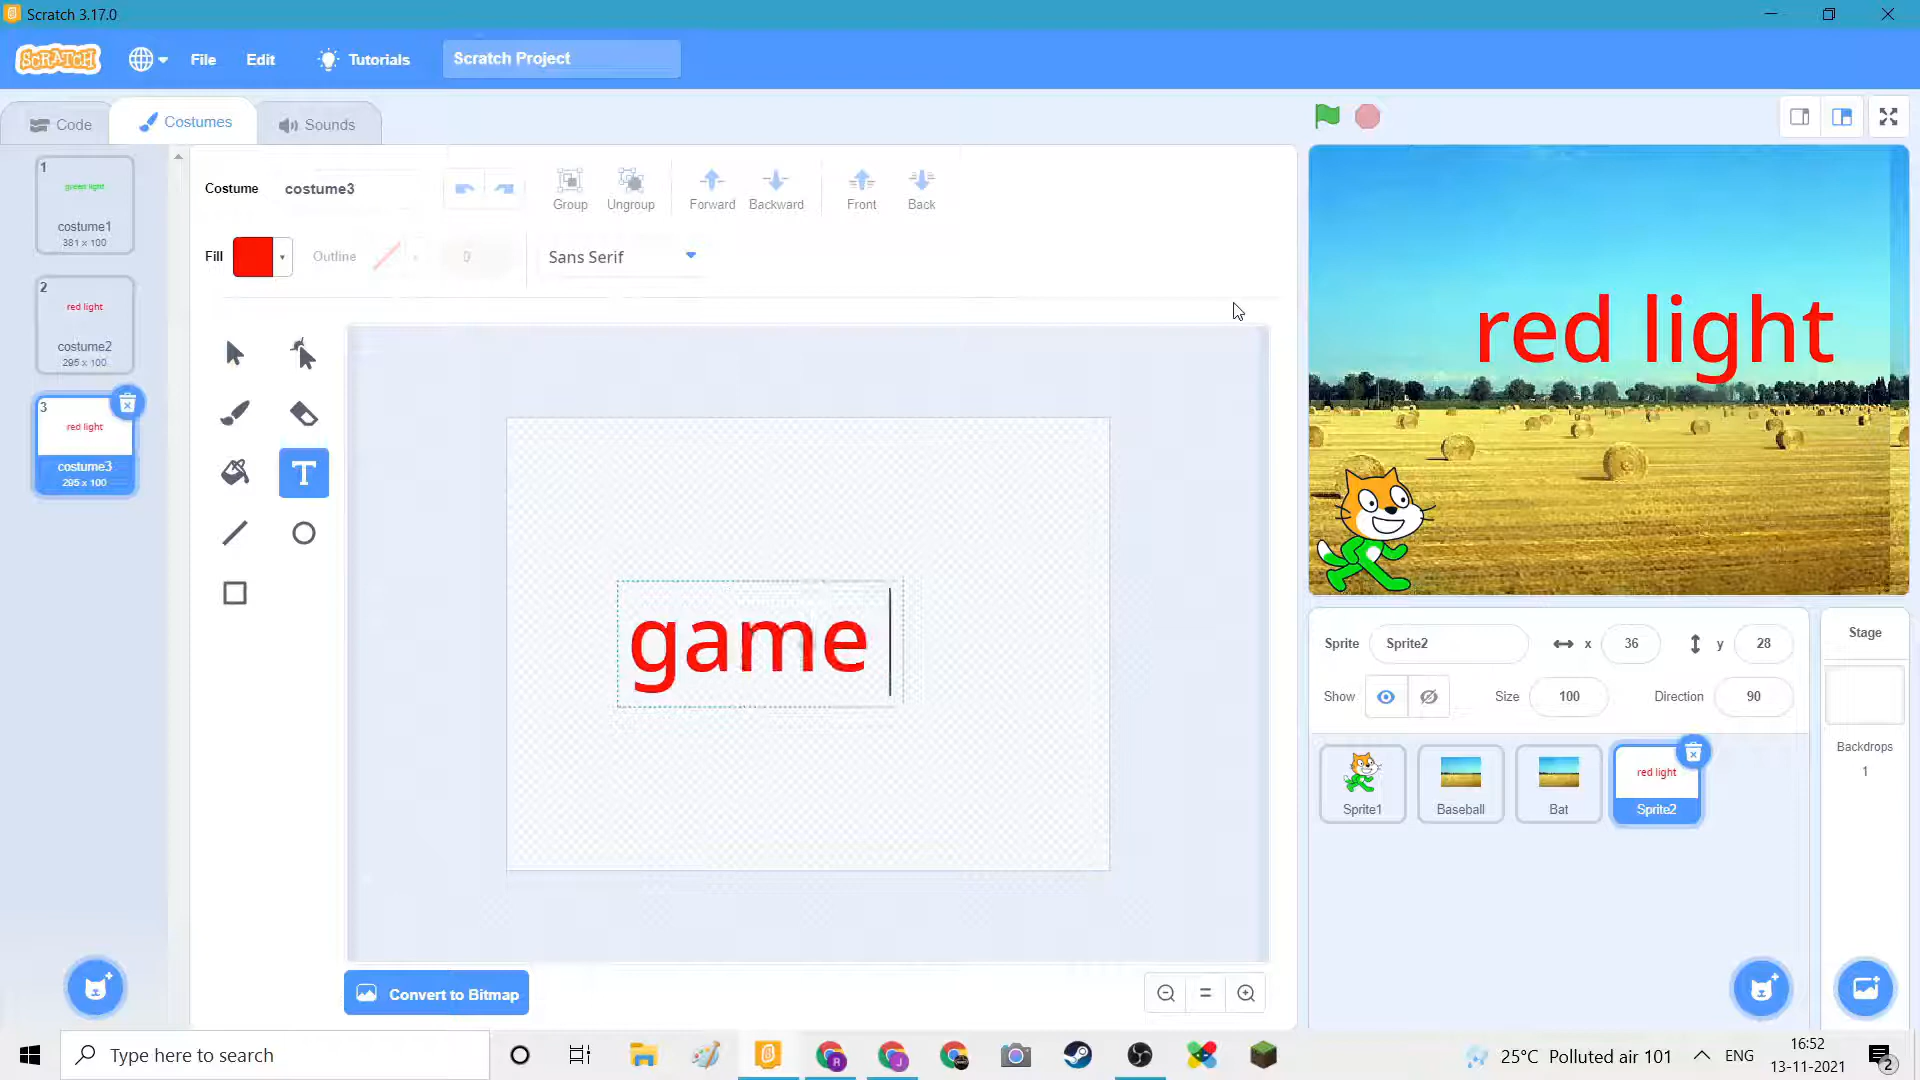 Scratch 3.17.0
SCRATCH
File
Edit
Tutorials
Scratch Project
Code
Costumes
Sounds
1
green light
costume1
381 x 100
2
red light
costume2
295 x 100
3
red light
costume3
295 x 100
Costume
costume3
Group
Ungroup
Forward
Backward
Front
Back
Fill
Outline
0
Sans Serif
T
game
Convert to Bitmap
red light
Sprite
Sprite2
x
36
y
28
Show
Size
100
Direction
90
Sprite1
Baseball
Bat
red light
Sprite2
Stage
Backdrops
1
Type here to search
R
J
25°C Polluted air 101
ENG
16:52
13-11-2021
2